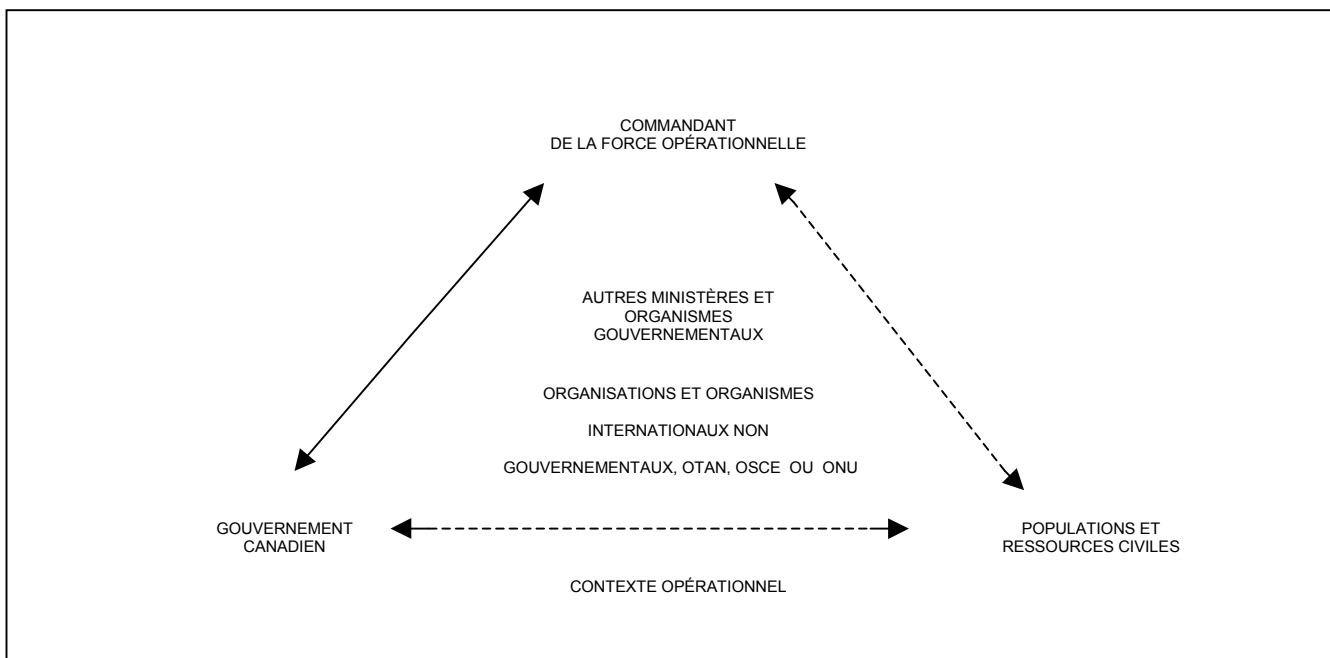 COMMANDANT
DE LA FORCE OPÉRATIONNELLE
AUTRES MINISTÈRES ET
ORGANISMES
GOUVERNEMENTAUX
ORGANISATIONS ET ORGANISMES
INTERNATIONAUX NON
GOUVERNEMENTAUX, OTAN, OSCE OU ONU
GOUVERNEMENT
CANADIEN
POPULATIONS ET
RESSOURCES CIVILES
CONTEXTE OPÉRATIONNEL